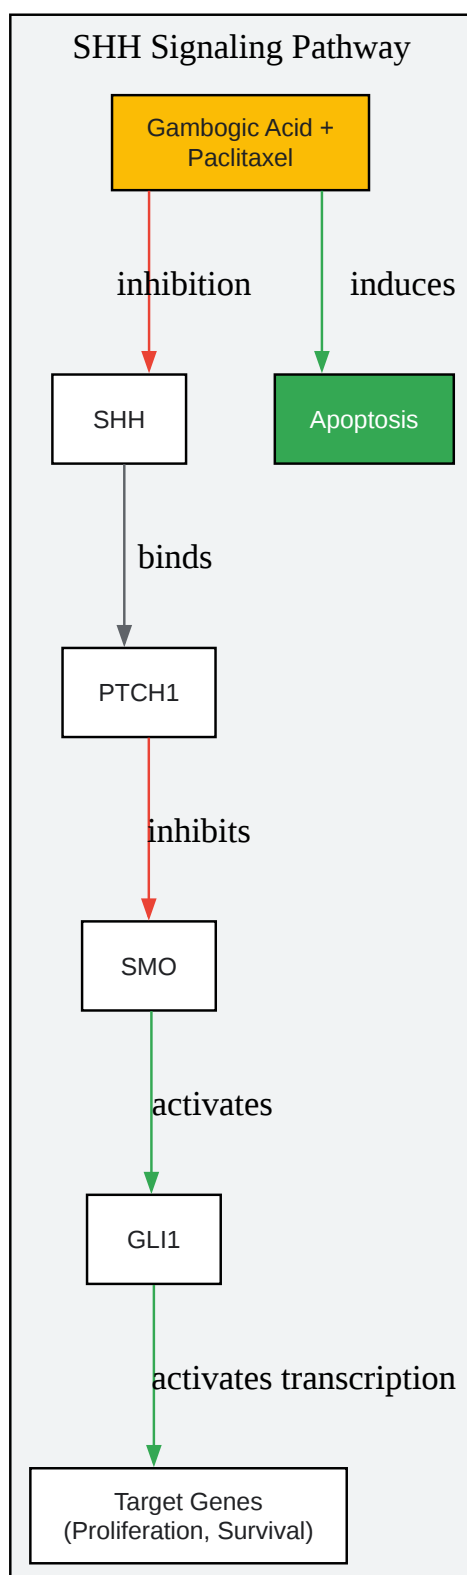 SHH Signaling Pathway
Gambogic Acid +
Paclitaxel
inhibition
induces
SHH
Apoptosis
binds
PTCH1
inhibits
SMO
activates
GLI1
activates transcription
Target Genes
(Proliferation, Survival)